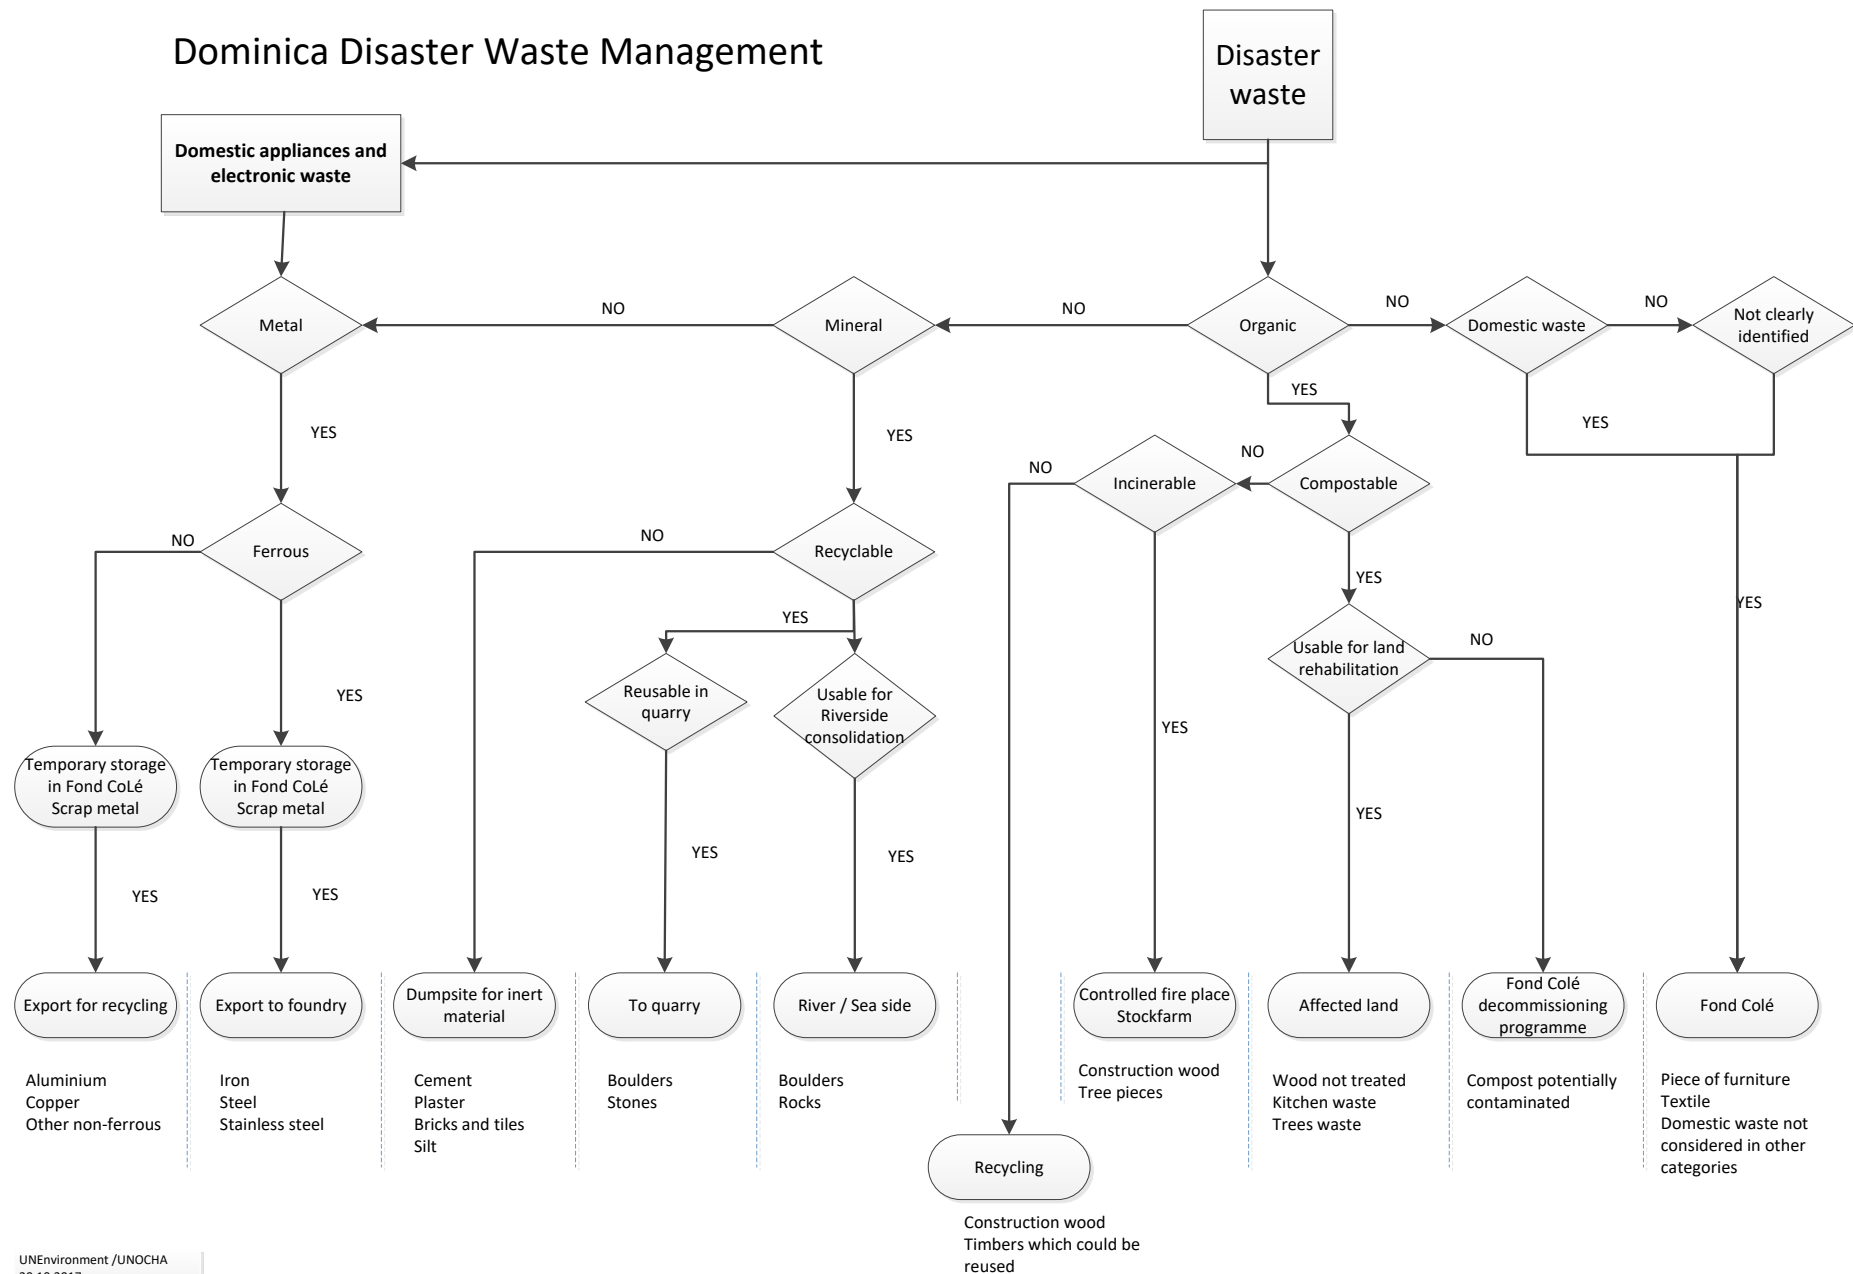 Dominica Disaster Waste Management
Disaster
waste
Domestic appliances and
electronic waste
Metal
NO
Mineral
NO
Organic
NO
Domestic waste
NO
Not clearly
identified
YES
YES
YES
YES
NO
Incinerable
NO
Compostable
NO
Ferrous
NO
Recyclable
YES
YES
YES
Usable for land
rehabilitation
NO
YES
Reusable in
quarry
Usable for
Riverside
consolidation
YES
Temporary storage
in Fond CoLé
Scrap metal
Temporary storage
in Fond CoLé
Scrap metal
YES
YES
YES
YES
YES
YES
Export for recycling
Export to foundry
Dumpsite for inert
material
To quarry
River / Sea side
Controlled fire place
Stockfarm
Affected land
Fond Colé
decommissioning
programme
Fond Colé
Aluminium
Copper
Other non-ferrous
Iron
Steel
Stainless steel
Cement
Plaster
Bricks and tiles
Silt
Boulders
Stones
Boulders
Rocks
Construction wood
Tree pieces
Wood not treated
Kitchen waste
Trees waste
Compost potentially
contaminated
Piece of furniture
Textile
Domestic waste not
considered in other
categories
Recycling
Construction wood
Timbers which could be
reused
UNEnvironment /UNOCHA